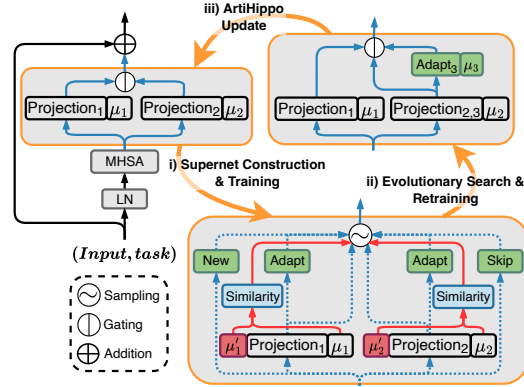 iii) ArtiHippo
Update
Adapt₃ μ₃
Projection₁ μ₁ Projection₂ μ₂
Projection₁ μ₁ Projection₂,₃ μ₂
MHSA
LN
i) Supernet Construction
& Training
ii) Evolutionary Search &
Retraining
(Input, task)
New Adapt Adapt Skip
Similarity Similarity
Sampling
Gating
Addition
μ′₁ Projection₁ μ₁ μ′₂ Projection₂ μ₂